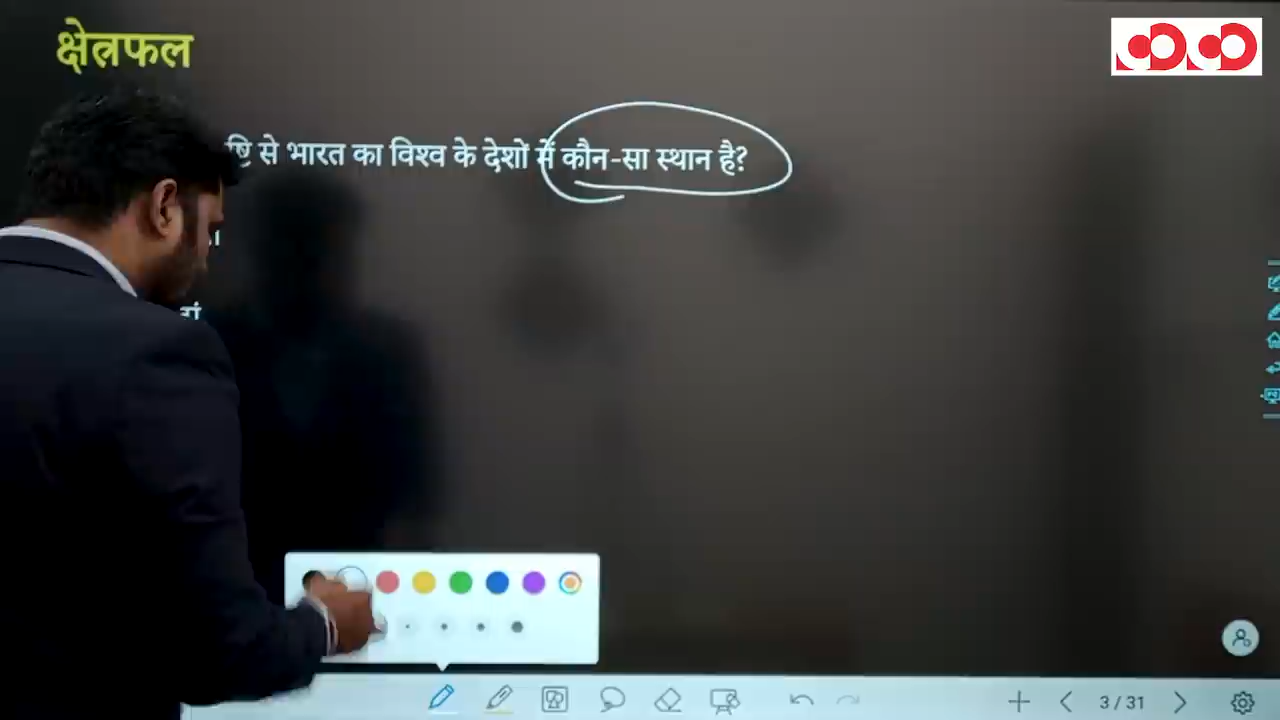 क्षेत्रफल
से भारत का विश्व के देशों में कौन-सा स्थान है?
3 / 31